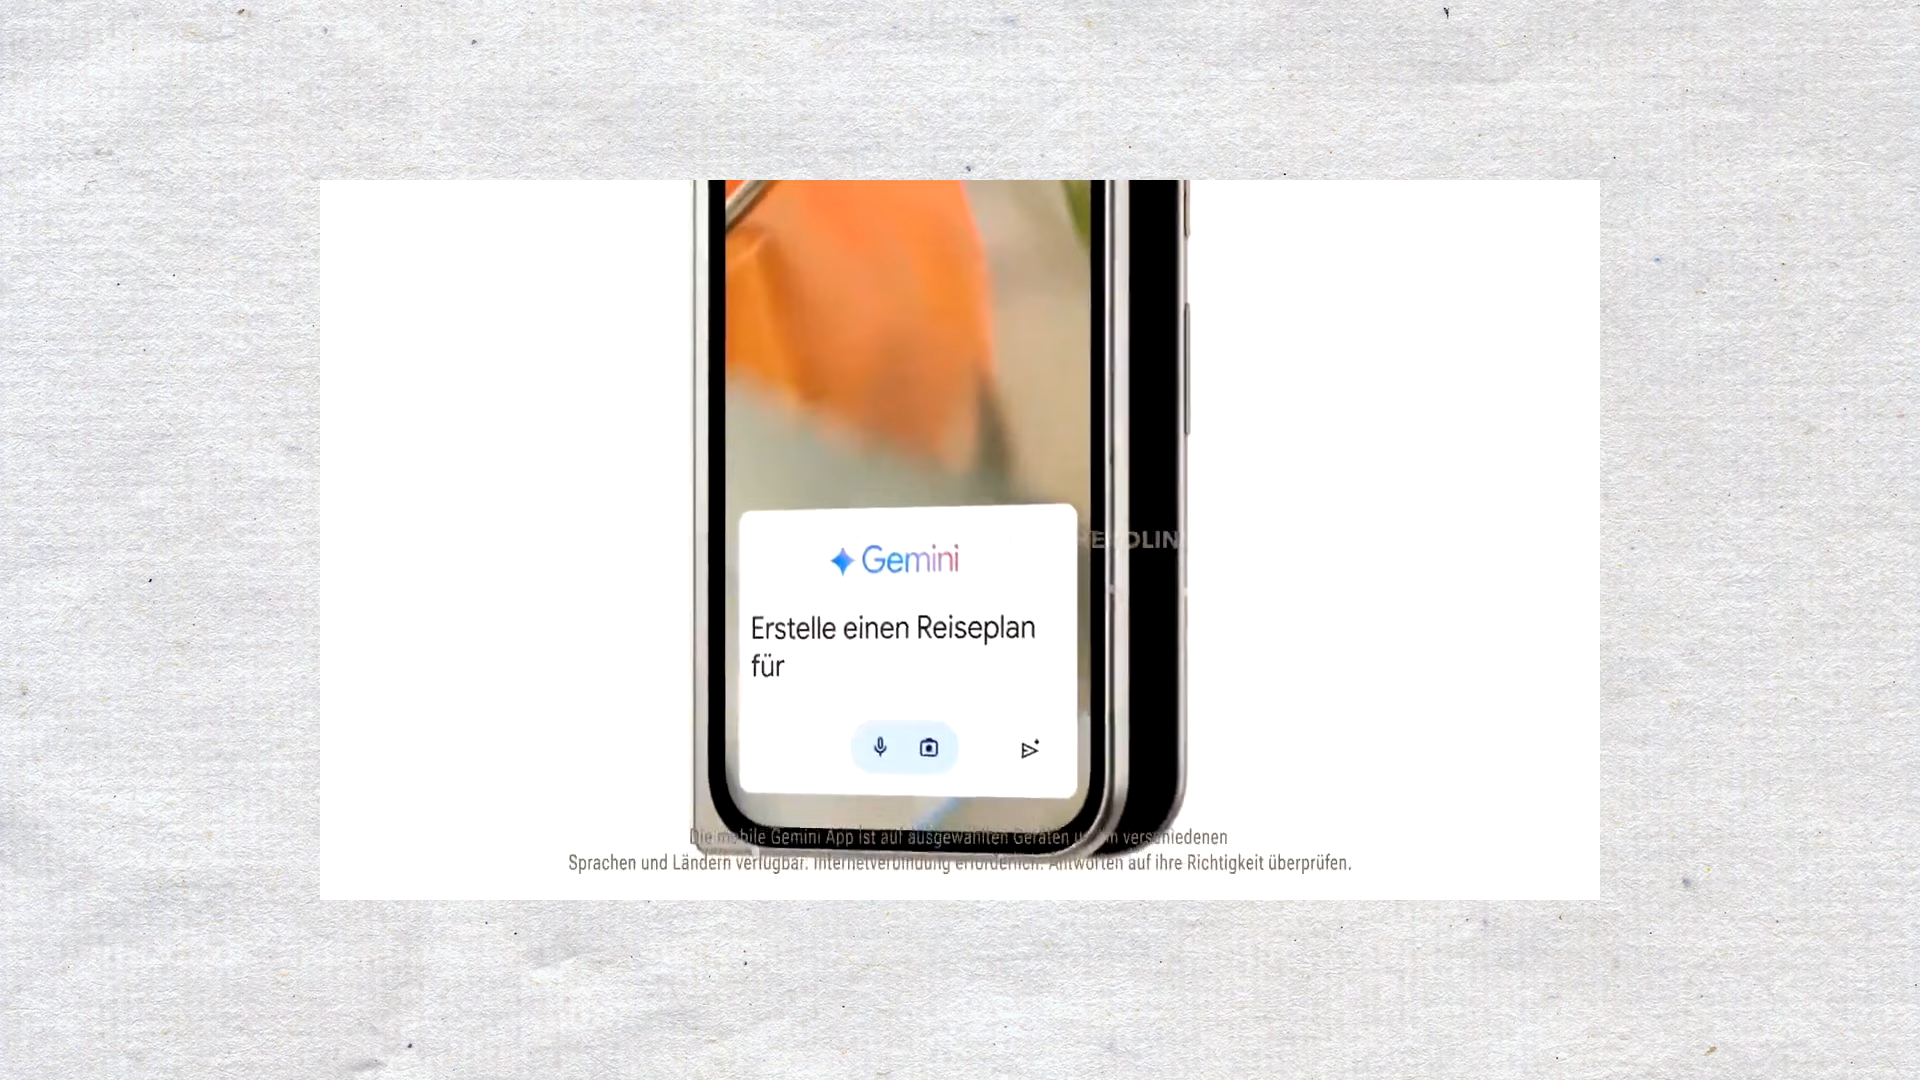 Gemini
Erstelle einen Reiseplan
für
Die mobile Gemini App ist auf ausgewählten Geräten und in verschiedenen
Sprachen und Ländern verfügbar. Internetverbindung erforderlich. Antworten auf ihre Richtigkeit überprüfen.